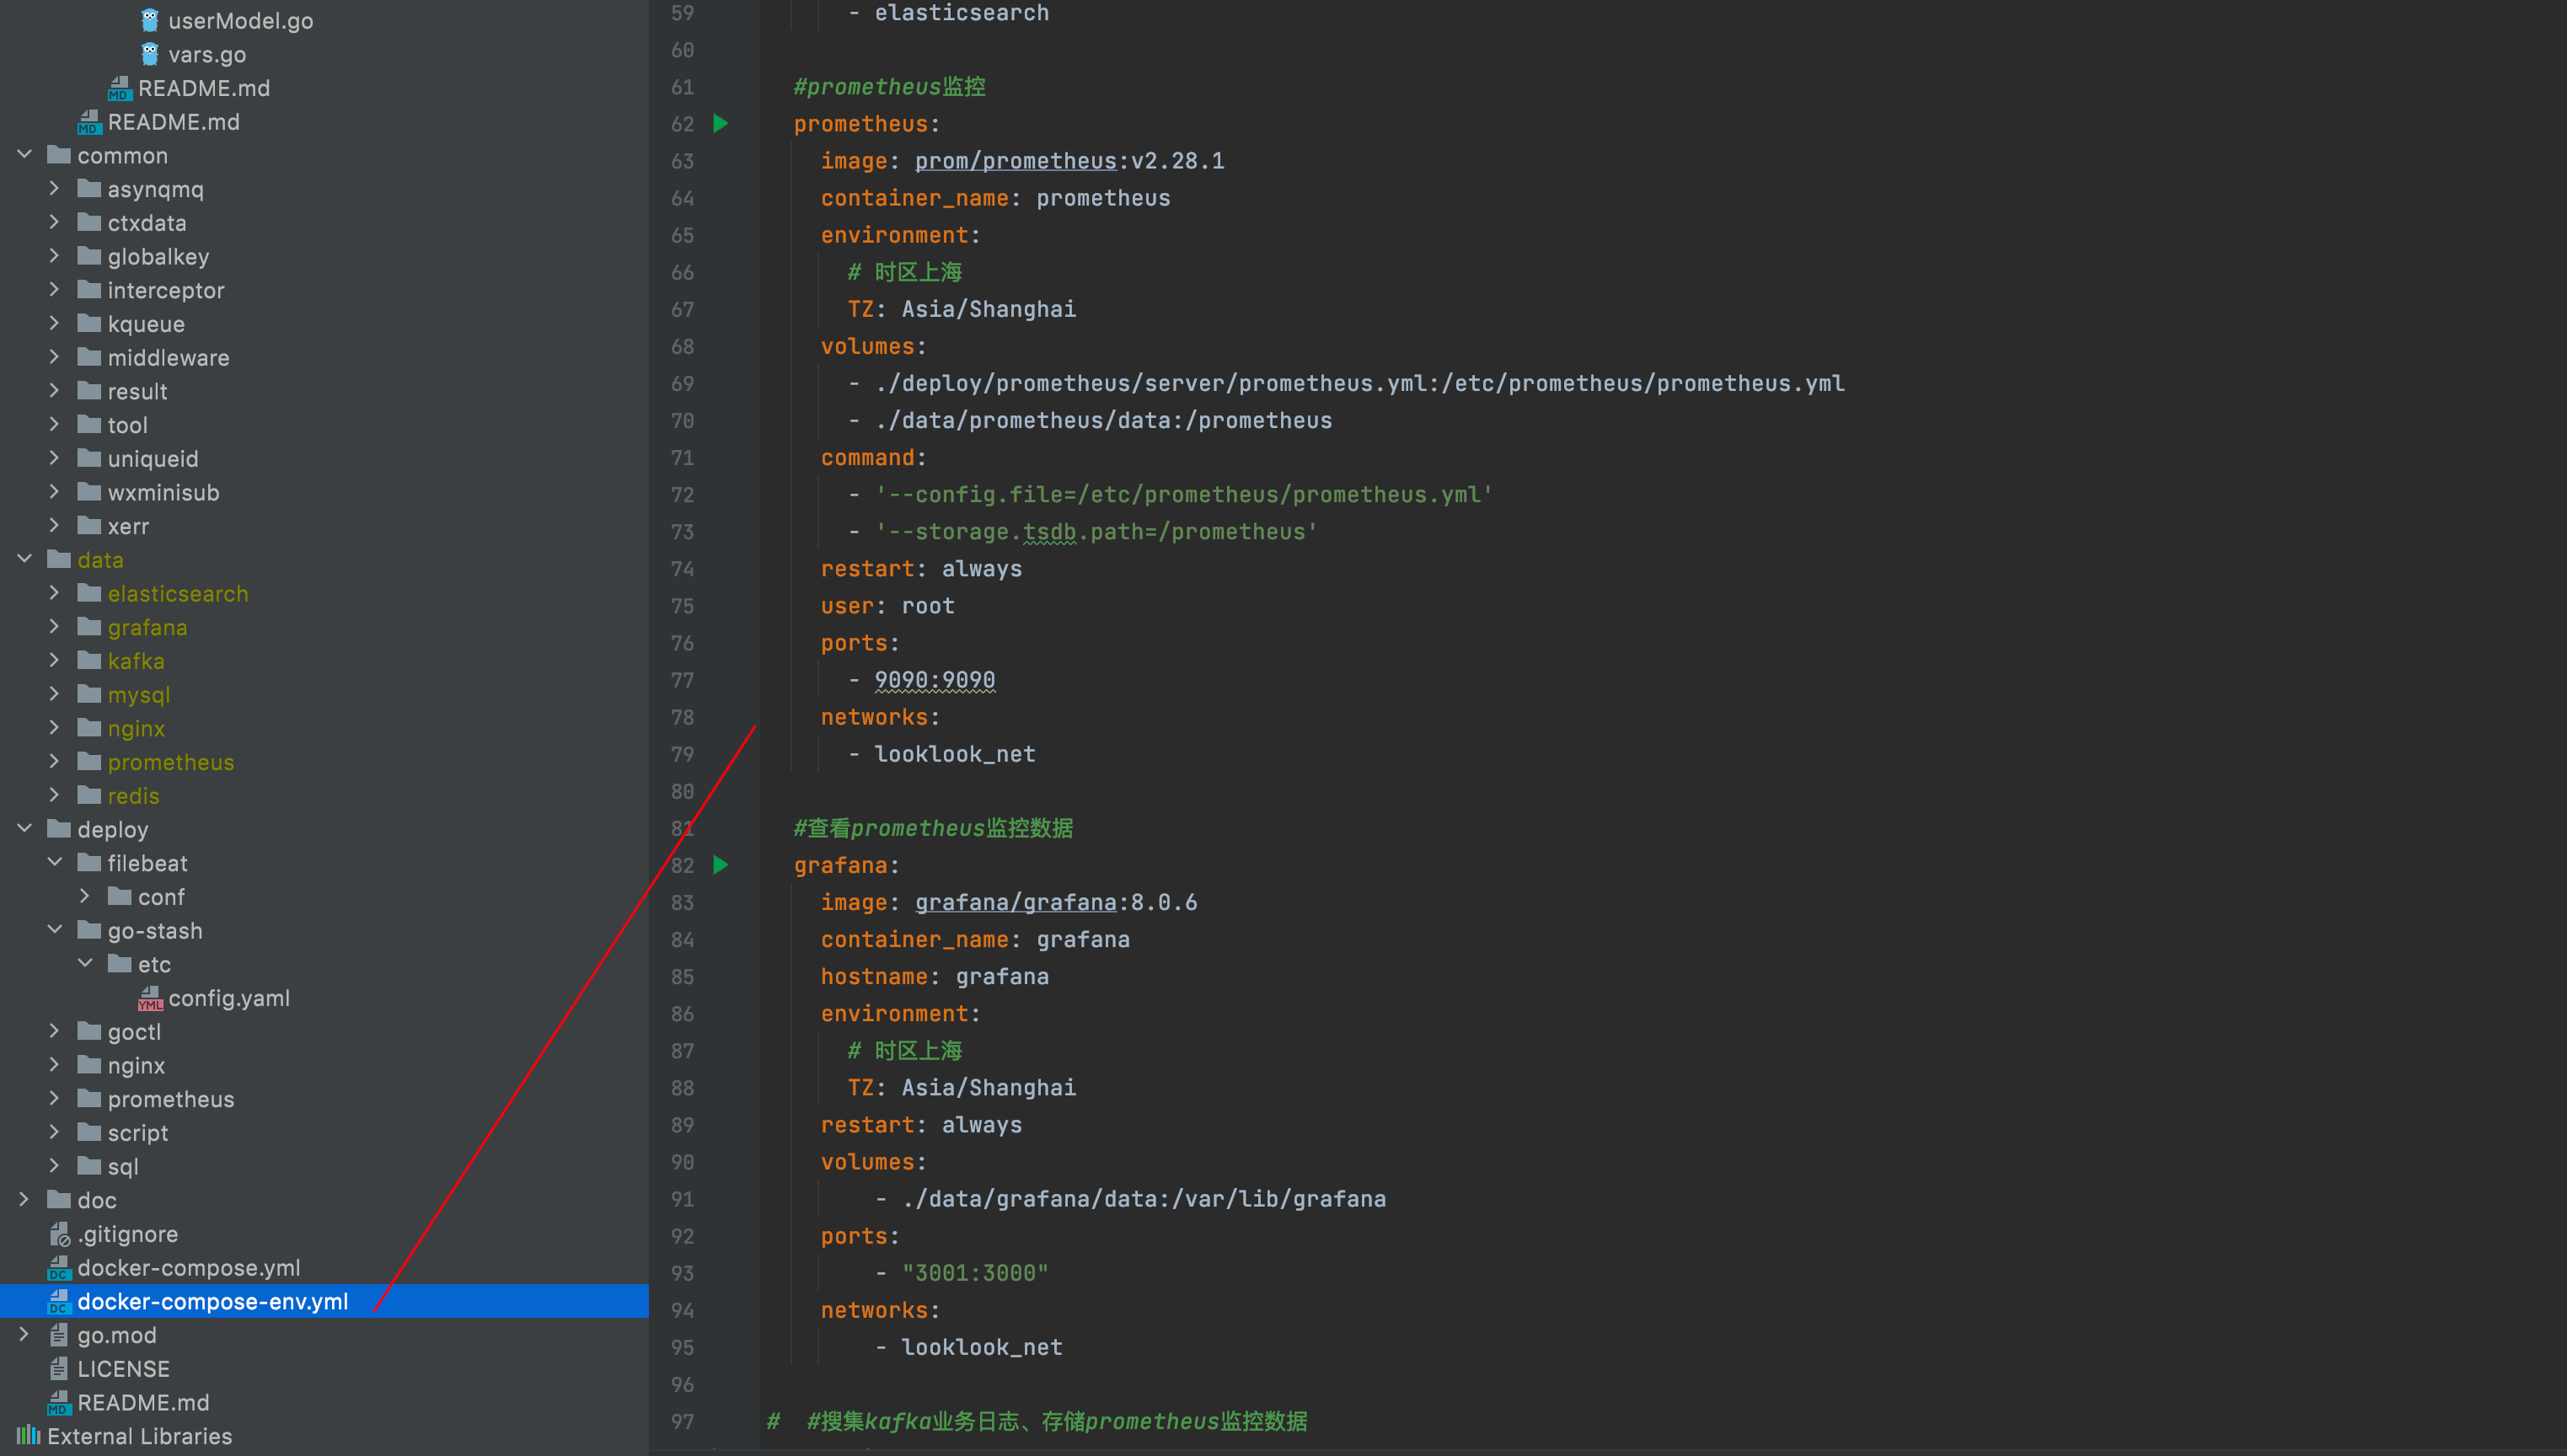 userModel.go
vars.go
README.md
README.md
common
asynqmq
ctxdata
globalkey
interceptor
kqueue
middleware
result
tool
uniqueid
wxminisub
xerr
data
elasticsearch
grafana
kafka
mysql
nginx
prometheus
redis
deploy
filebeat
conf
go-stash
etc
config.yaml
goctl
nginx
prometheus
script
sql
doc
.gitignore
docker-compose.yml
docker-compose-env.yml
go.mod
LICENSE
README.md
External Libraries
59 - elasticsearch
60
61 #prometheus监控
62 prometheus:
63 image: prom/prometheus:v2.28.1
64 container_name: prometheus
65 environment:
66 # 时区上海
67 TZ: Asia/Shanghai
68 volumes:
69 - ./deploy/prometheus/server/prometheus.yml:/etc/prometheus/prometheus.yml
70 - ./data/prometheus/data:/prometheus
71 command:
72 - '--config.file=/etc/prometheus/prometheus.yml'
73 - '--storage.tsdb.path=/prometheus'
74 restart: always
75 user: root
76 ports:
77 - 9090:9090
78 networks:
79 - looklook_net
80
81 #查看prometheus监控数据
82 grafana:
83 image: grafana/grafana:8.0.6
84 container_name: grafana
85 hostname: grafana
86 environment:
87 # 时区上海
88 TZ: Asia/Shanghai
89 restart: always
90 volumes:
91 - ./data/grafana/data:/var/lib/grafana
92 ports:
93 - "3001:3000"
94 networks:
95 - looklook_net
96
97 # #搜集kafka业务日志、存储prometheus监控数据